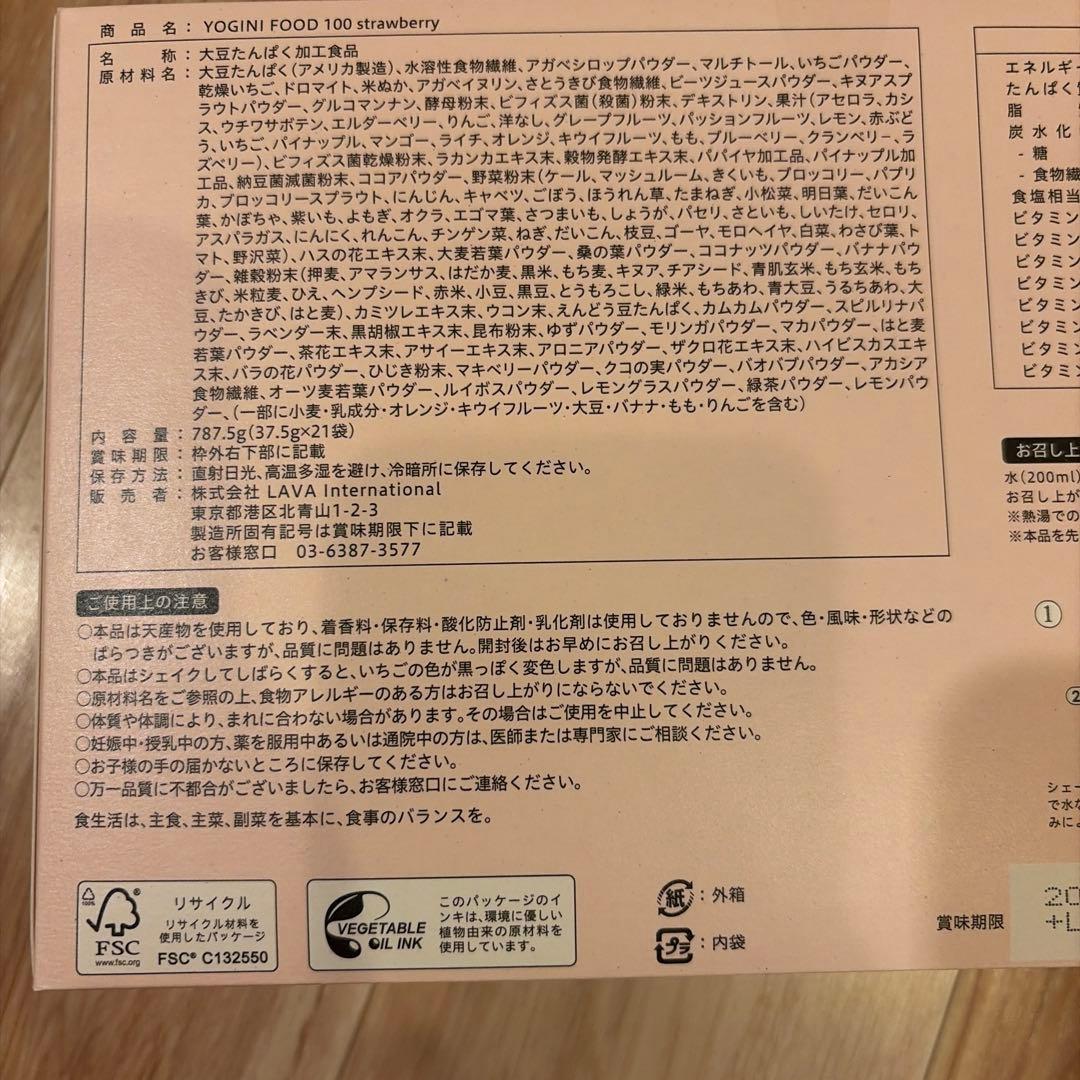 商品名：YOGINI FOOD 100 strawberry
名称：大豆たんぱく加工食品
原材料名：大豆たんぱく(アメリカ製造)、水溶性食物繊維、アガベシロップパウダー、マルチトール、いちごパウダー、
乾燥いちご、ドロマイト、米ぬか、アガベイヌリン、さとうきび食物繊維、ビーツジュースパウダー、キヌアスプ
ラウトパウダー、グルコマンナン、酵母粉末、ビフィズス菌(殺菌)粉末、デキストリン、果汁(アセロラ、カシ
ス、ウチワサボテン、エルダーベリー、りんご、洋なし、グレープフルーツ、パッションフルーツ、レモン、赤ぶど
う、いちご、パイナップル、マンゴー、ライチ、オレンジ、キウイフルーツ、もも、ブルーベリー、クランベリー、ラ
ズベリー)、ビフィズス菌乾燥粉末、ラカンカエキス末、穀物発酵エキス末、パパイヤ加工品、パイナップル加
工品、納豆菌滅菌粉末、ココアパウダー、野菜粉末(ケール、マッシュルーム、きくいも、ブロッコリー、パプリ
カ、ブロッコリースプラウト、にんじん、キャベツ、ごぼう、ほうれん草、たまねぎ、小松菜、明日葉、だいこん
葉、かぼちゃ、紫いも、よもぎ、オクラ、エゴマ葉、さつまいも、しょうが、パセリ、さといも、しいたけ、セロリ、
アスパラガス、にんにく、れんこん、チンゲン菜、ねぎ、だいこん、枝豆、ゴーヤ、モロヘイヤ、白菜、わさび葉、ト
マト、野沢菜)、ハスの花エキス末、大麦若葉パウダー、桑の葉パウダー、ココナッツパウダー、バナナパウ
ダー、雑穀粉末(押麦、アマランサス、はだか麦、黒米、もち麦、キヌア、チアシード、青肌玄米、もち玄米、もち
きび、米粒麦、ひえ、ヘンプシード、赤米、小豆、黒豆、とうもろこし、緑米、もちあわ、青大豆、うるちあわ、大
豆、たかきび、はと麦)、カミツレエキス末、ウコン末、えんどう豆たんぱく、カムカムパウダー、スピルリナパ
ウダー、ラベンダー末、黒胡椒エキス末、昆布粉末、ゆずパウダー、モリンガパウダー、マカパウダー、はと麦
若葉パウダー、茶花エキス末、アサイーエキス末、アロニアパウダー、ザクロ花エキス末、ハイビスカスエキ
ス末、バラの花パウダー、ひじき粉末、マキベリーパウダー、クコの実パウダー、バオバブパウダー、アカシア
食物繊維、オーツ麦若葉パウダー、ルイボスパウダー、レモングラスパウダー、緑茶パウダー、レモンパウ
ダー、(一部に小麦・乳成分・オレンジ・キウイフルーツ・大豆・バナナ・もも・りんごを含む)
内容量：787.5g(37.5g×21袋)
賞味期限：枠外右下部に記載
保存方法：直射日光、高温多湿を避け、冷暗所に保存してください。
販売者：株式会社 LAVA International
東京都港区北青山1-2-3
製造所固有記号は賞味期限下に記載
お客様窓口 03-6387-3577
ご使用上の注意
○本品は天産物を使用しており、着香料・保存料・酸化防止剤・乳化剤は使用しておりませんので、色・風味・形状などの
ばらつきがございますが、品質に問題はありません。開封後はお早めにお召し上がりください。
○本品はシェイクしてしばらくすると、いちごの色が黒っぽく変色しますが、品質に問題はありません。
○原材料名をご参照の上、食物アレルギーのある方はお召し上がりにならないでください。
○体質や体調により、まれに合わない場合があります。その場合はご使用を中止してください。
○妊娠中・授乳中の方、薬を服用中あるいは通院中の方は、医師または専門家にご相談ください。
○お子様の手の届かないところに保存してください。
○万一品質に不都合がございましたら、お客様窓口にご連絡ください。
食生活は、主食、主菜、副菜を基本に、食事のバランスを。
100%
FSC
www.fsc.org
リサイクル
リサイクル材料を
使用したパッケージ
FSC® C132550
VEGETABLE
OIL INK
このパッケージのイ
ンキは、環境に優しい
植物由来の原材料を
使用しています。
紙：外箱
プラ：内袋
賞味期限
20
+L
エネルギー
たんぱく
脂
炭水化
- 糖
- 食物繊
食塩相当
ビタミン
ビタミン
ビタミン
ビタミン
ビタミン
ビタミン
ビタミン
ビタミン
お召し上
水(200ml)
お召し上が
※熱湯での
※本品を先
①
②
シェー
で水な
みによ